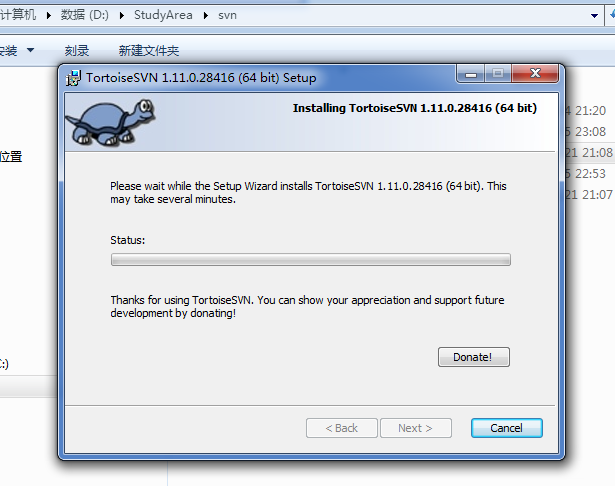 计算机 ▸ 数据 (D:) ▸ StudyArea ▸ svn
安装 刻录 新建文件夹
TortoiseSVN 1.11.0.28416 (64 bit) Setup
Installing TortoiseSVN 1.11.0.28416 (64 bit)
21:20
23:08
位置
21 21:08
22:53
21 21:07
Please wait while the Setup Wizard installs TortoiseSVN 1.11.0.28416 (64 bit). This
may take several minutes.
Status:
Thanks for using TortoiseSVN. You can show your appreciation and support future
development by donating!
Donate!
C:)
< Back Next > Cancel